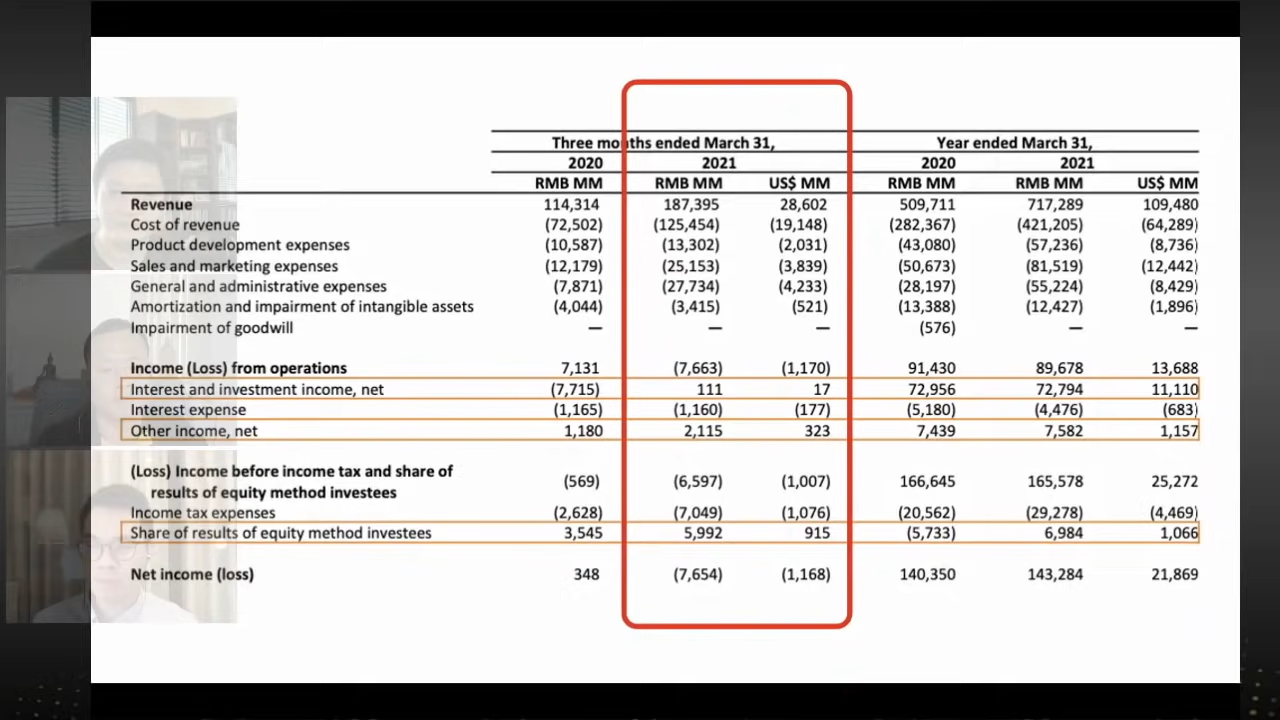 Three months ended March 31, Year ended March 31,
2020 2021 2020 2021
RMB MM RMB MM US$ MM RMB MM RMB MM US$ MM
Revenue 114,314 187,395 28,602 509,711 717,289 109,480
Cost of revenue (72,502) (125,454) (19,148) (282,367) (421,205) (64,289)
Product development expenses (10,587) (13,302) (2,031) (43,080) (57,236) (8,736)
Sales and marketing expenses (12,179) (25,153) (3,839) (50,673) (81,519) (12,442)
General and administrative expenses (7,871) (27,734) (4,233) (28,197) (55,224) (8,429)
Amortization and impairment of intangible assets (4,044) (3,415) (521) (13,388) (12,427) (1,896)
Impairment of goodwill — — — (576) — —
Income (Loss) from operations 7,131 (7,663) (1,170) 91,430 89,678 13,688
Interest and investment income, net (7,715) 111 17 72,956 72,794 11,110
Interest expense (1,165) (1,160) (177) (5,180) (4,476) (683)
Other income, net 1,180 2,115 323 7,439 7,582 1,157
(Loss) Income before income tax and share of
results of equity method investees (569) (6,597) (1,007) 166,645 165,578 25,272
Income tax expenses (2,628) (7,049) (1,076) (20,562) (29,278) (4,469)
Share of results of equity method investees 3,545 5,992 915 (5,733) 6,984 1,066
Net income (loss) 348 (7,654) (1,168) 140,350 143,284 21,869